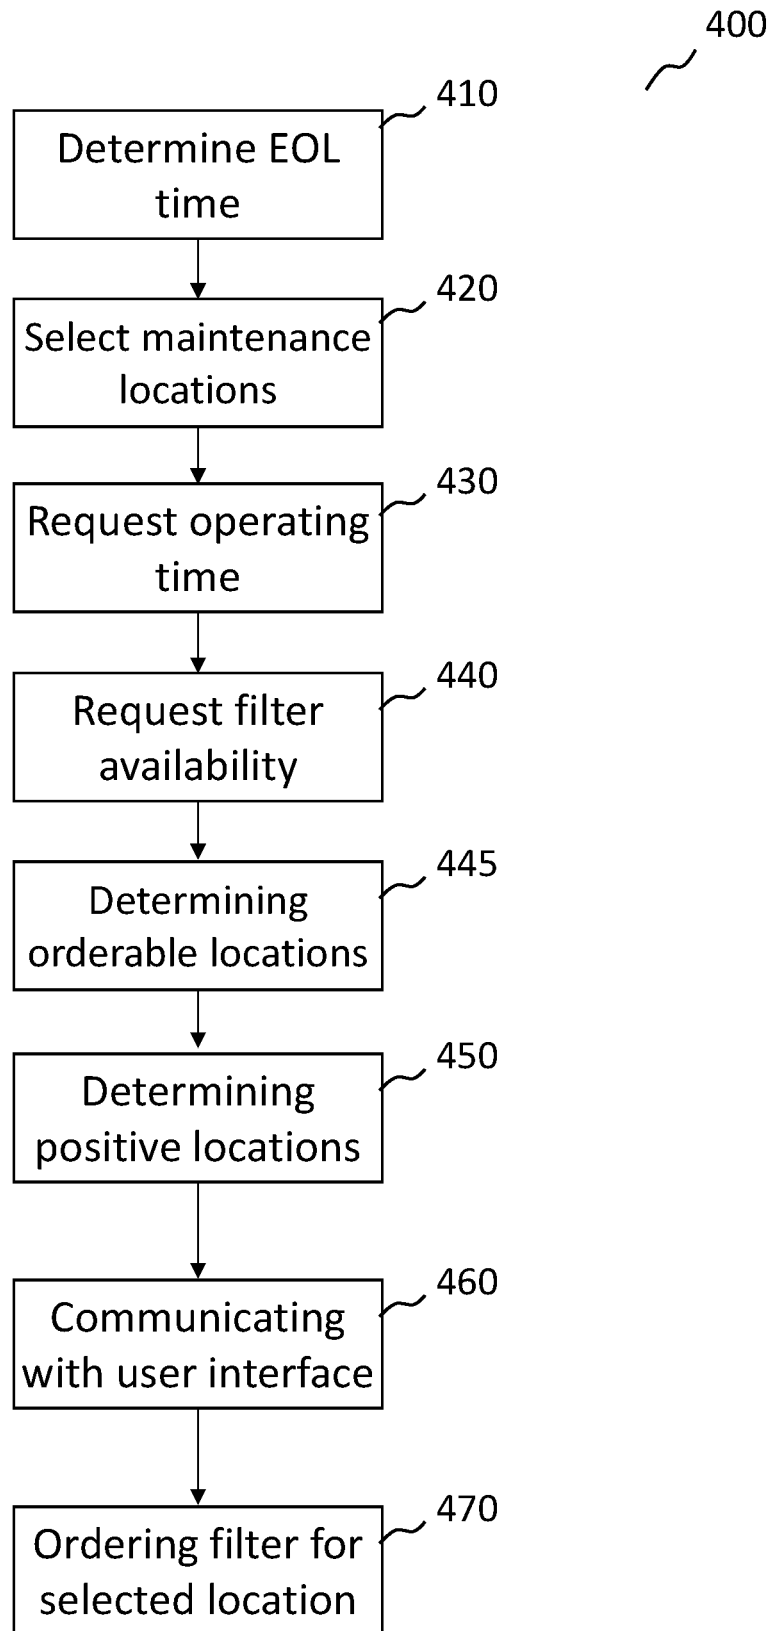 400
410
Determine EOL
time
420
Select maintenance
locations
430
Request operating
time
440
Request filter
availability
445
Determining
orderable locations
450
Determining
positive locations
460
Communicating
with user interface
470
Ordering filter for
selected location